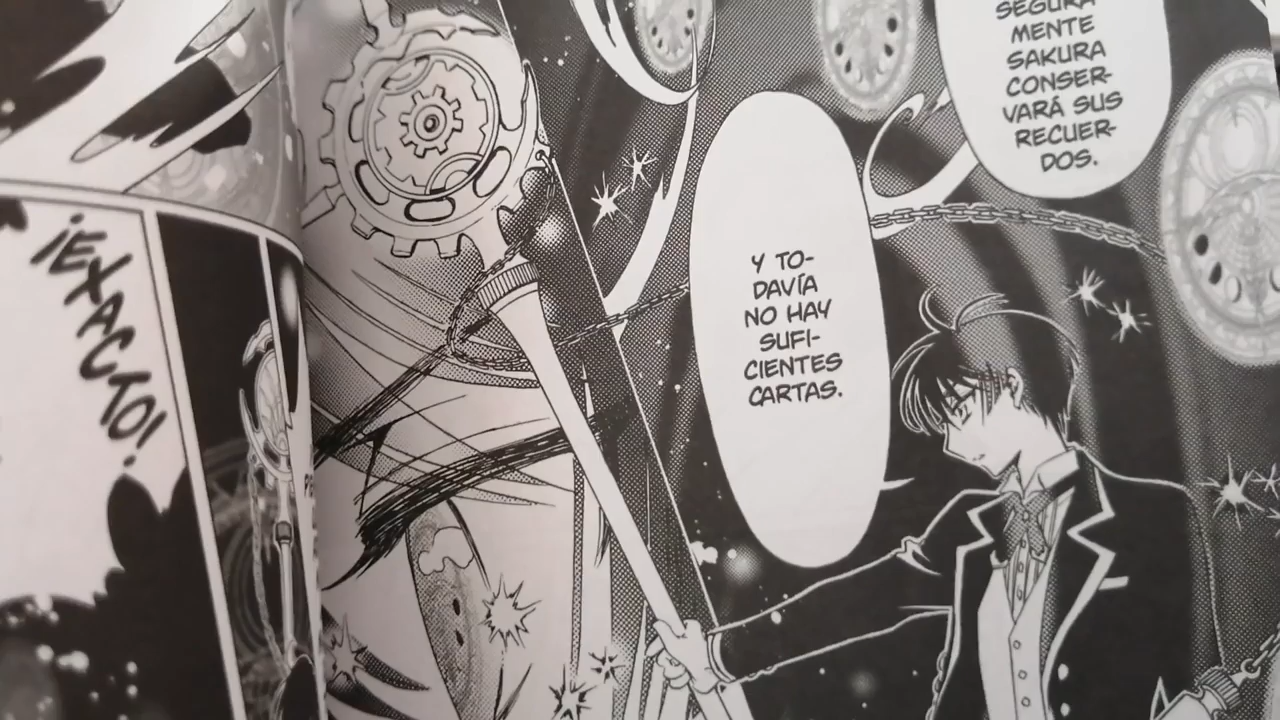 SEGURA
MENTE
SAKURA
CONSER-
VARÁ SUS
RECUER-
DOS.
Y TO-
DAVÍA
NO HAY
SUFI-
CIENTES
CARTAS.
¡EXACTO!